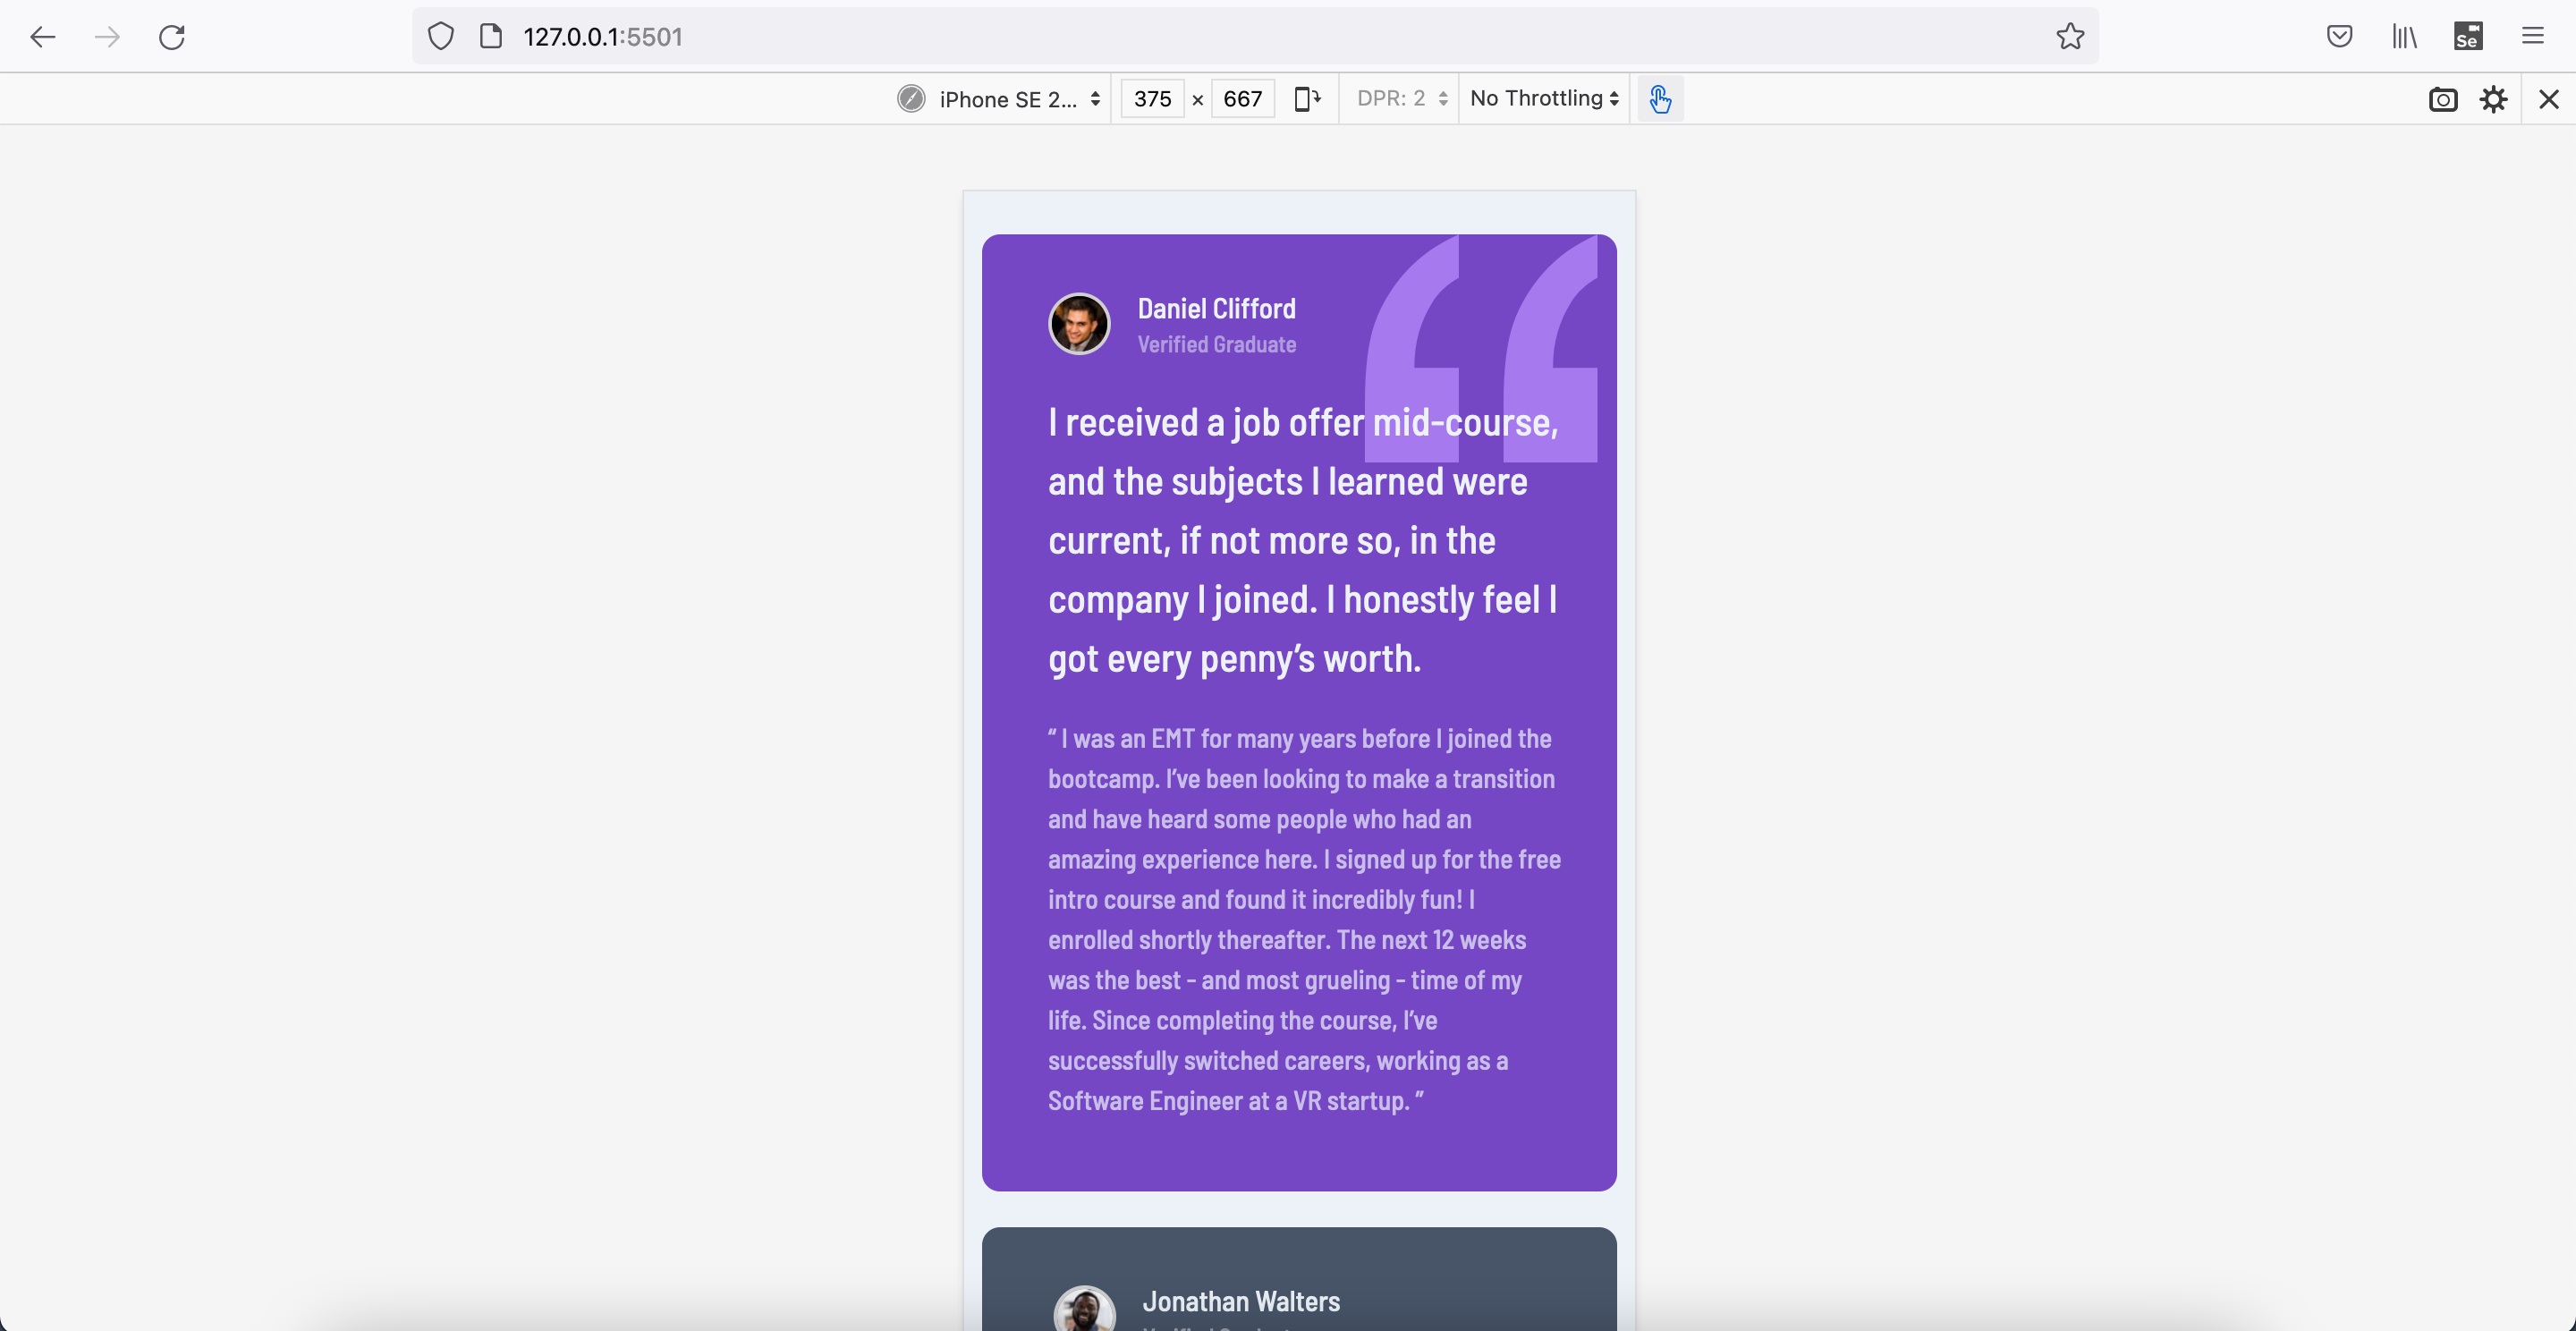 127.0.0.1:5501
Se
iPhone SE 2... 375 × 667 DPR: 2 No Throttling
Daniel Clifford
Verified Graduate
I received a job offer mid-course,
and the subjects I learned were
current, if not more so, in the
company I joined. I honestly feel I
got every penny’s worth.
“ I was an EMT for many years before I joined the
bootcamp. I’ve been looking to make a transition
and have heard some people who had an
amazing experience here. I signed up for the free
intro course and found it incredibly fun! I
enrolled shortly thereafter. The next 12 weeks
was the best - and most grueling - time of my
life. Since completing the course, I’ve
successfully switched careers, working as a
Software Engineer at a VR startup. ”
Jonathan Walters